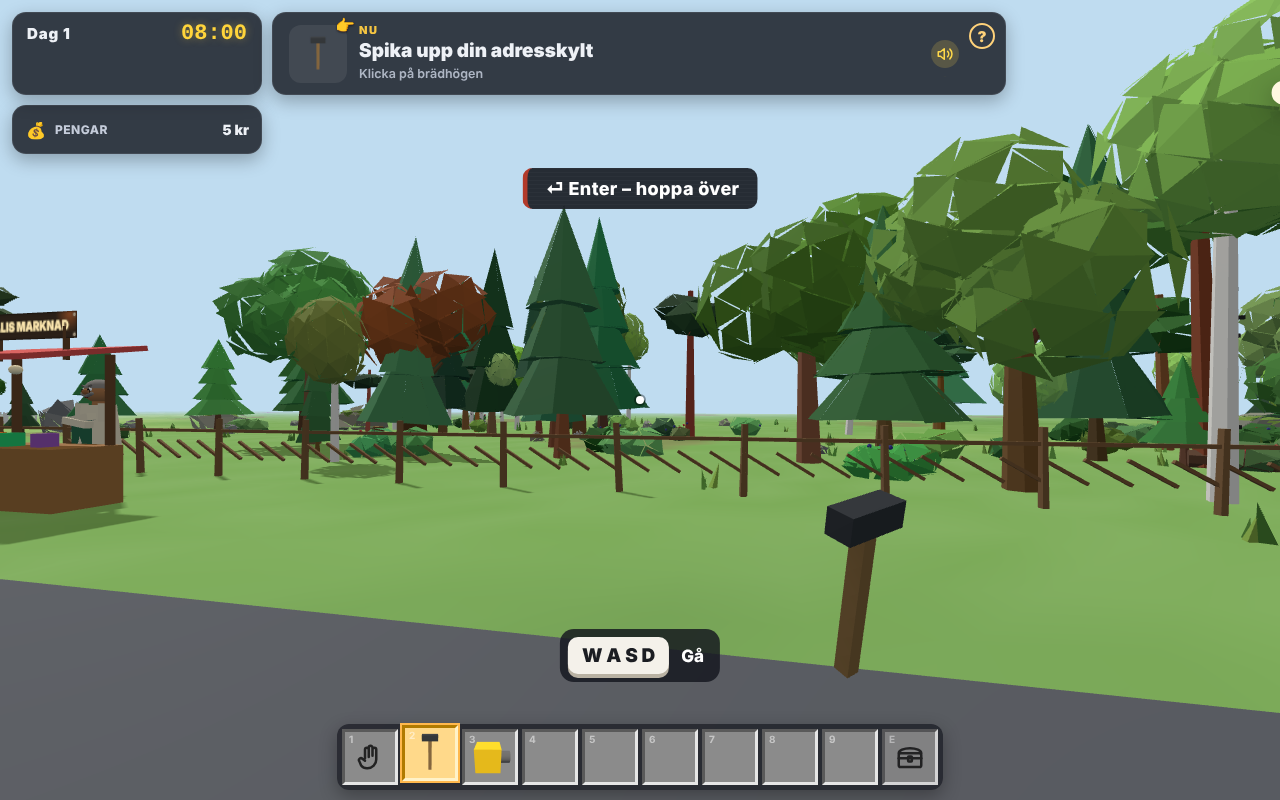 Dag 1
08:00
NU
Spika upp din adresskylt
Klicka på brädhögen
?
PENGAR
5 kr
↵ Enter – hoppa över
LIS MARKNAD
WASD Gå
1 2 3 4 5 6 7 8 9 E